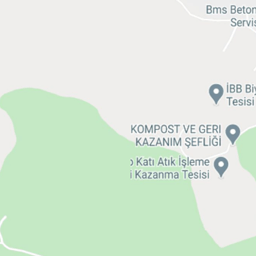 Bms Beton
Servis
İBB Biy
Tesisi
KOMPOST VE GERI
KAZANIM ŞEFLİĞİ
Katı Atık İşleme
i Kazanma Tesisi